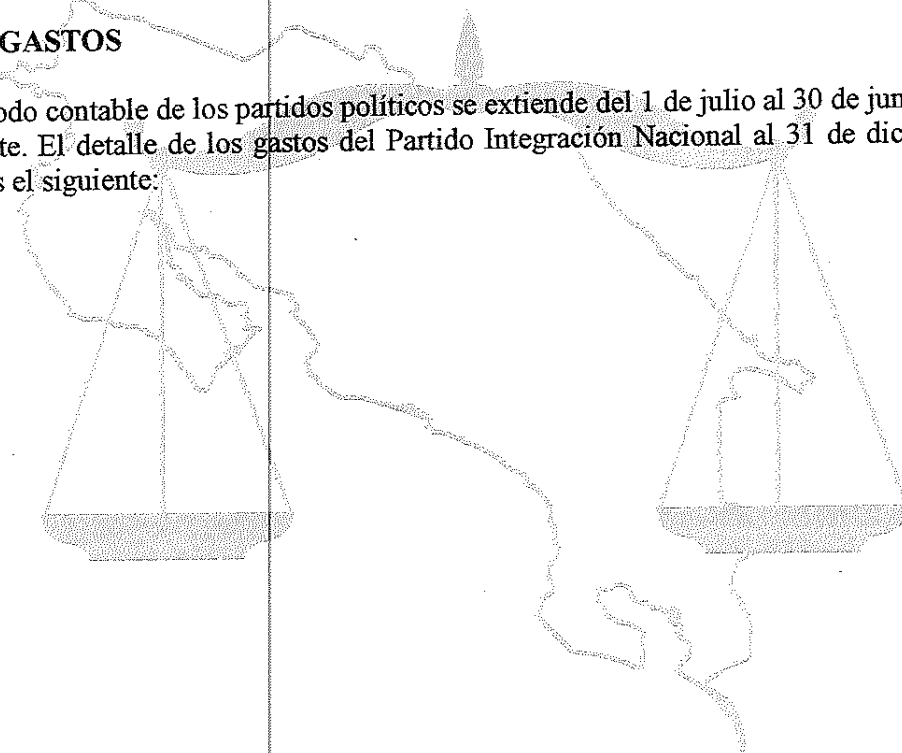 GASTOS
odo contable de los partidos políticos se extiende del 1 de julio al 30 de jun
te. El detalle de los gastos del Partido Integración Nacional al 31 de dic
s el siguiente: